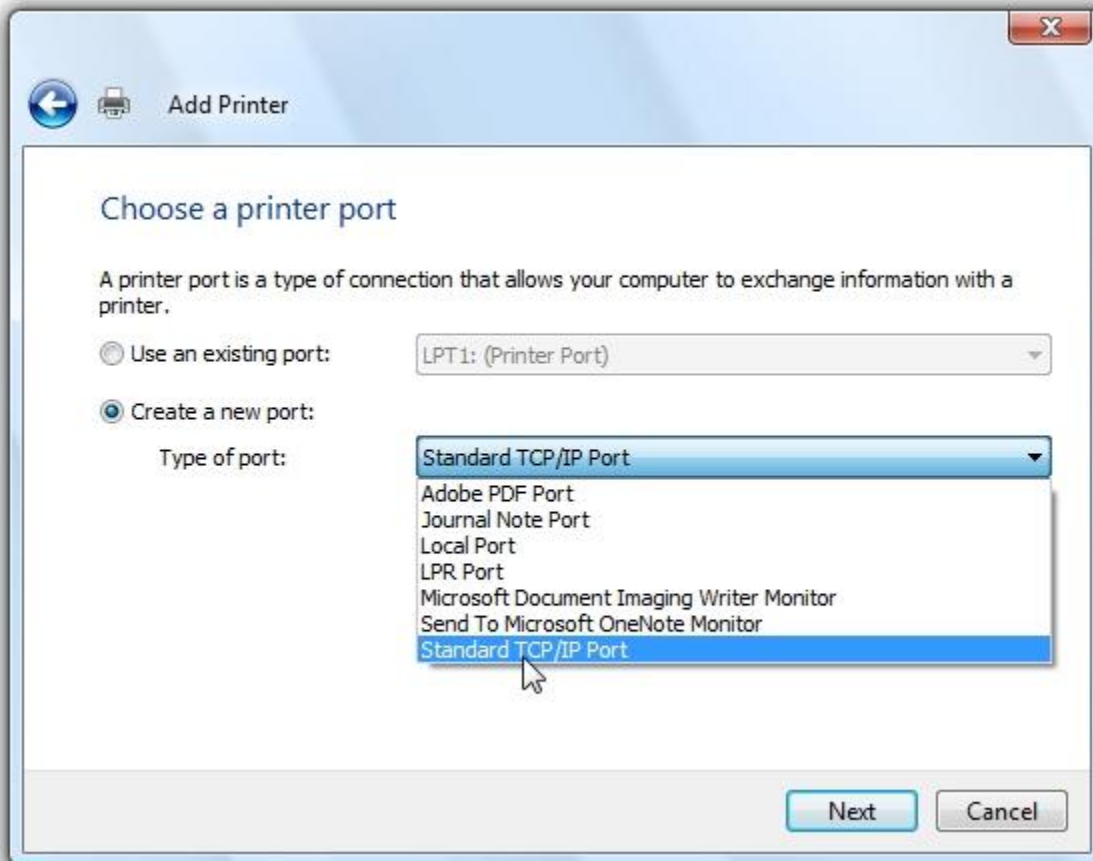 Add Printer
Choose a printer port
A printer port is a type of connection that allows your computer to exchange information with a
printer.
Use an existing port: LPT1: (Printer Port)
Create a new port:
Type of port: Standard TCP/IP Port
Adobe PDF Port
Journal Note Port
Local Port
LPR Port
Microsoft Document Imaging Writer Monitor
Send To Microsoft OneNote Monitor
Standard TCP/IP Port
Next Cancel